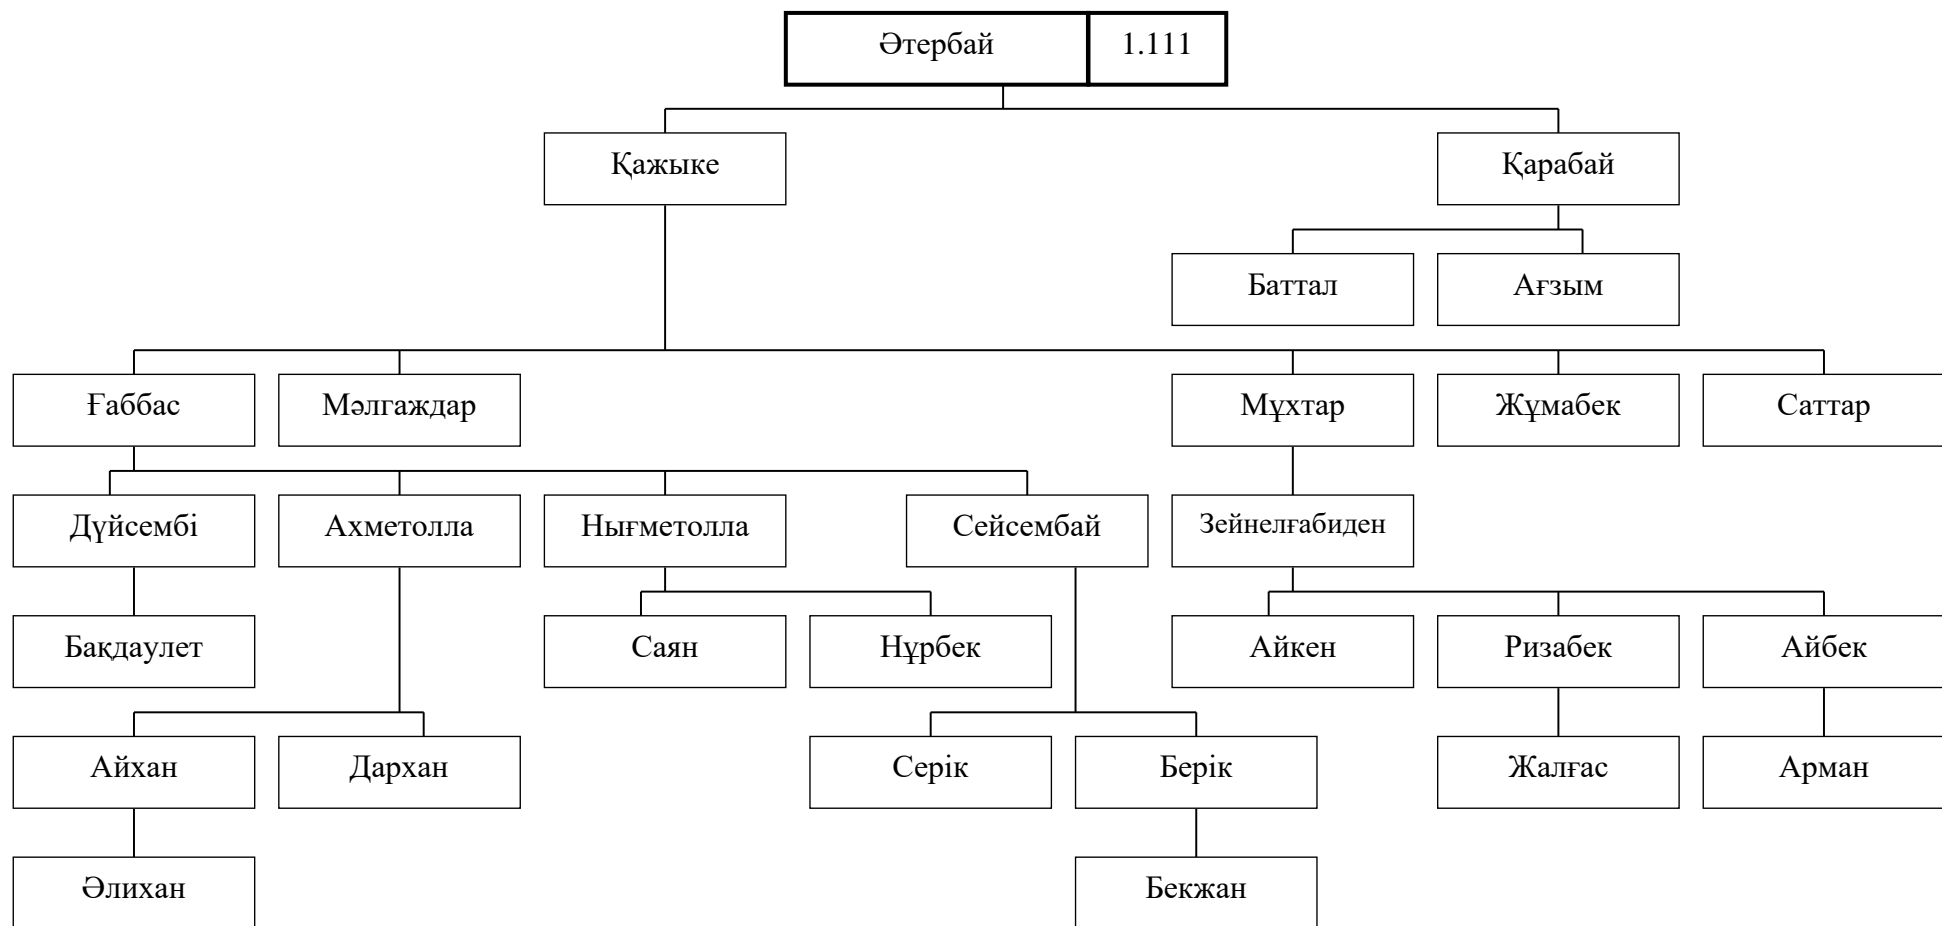 Әтербай 1.111
Қажыке Қарабай
Баттал Ағзым
Ғаббас Мәлгаждар Мұхтар Жұмабек Саттар
Дүйсембі Ахметолла Нығметолла Сейсембай Зейнелғабиден
Бақдаулет Саян Нұрбек Айкен Ризабек Айбек
Айхан Дархан Серік Берік Жалғас Арман
Әлихан Бекжан